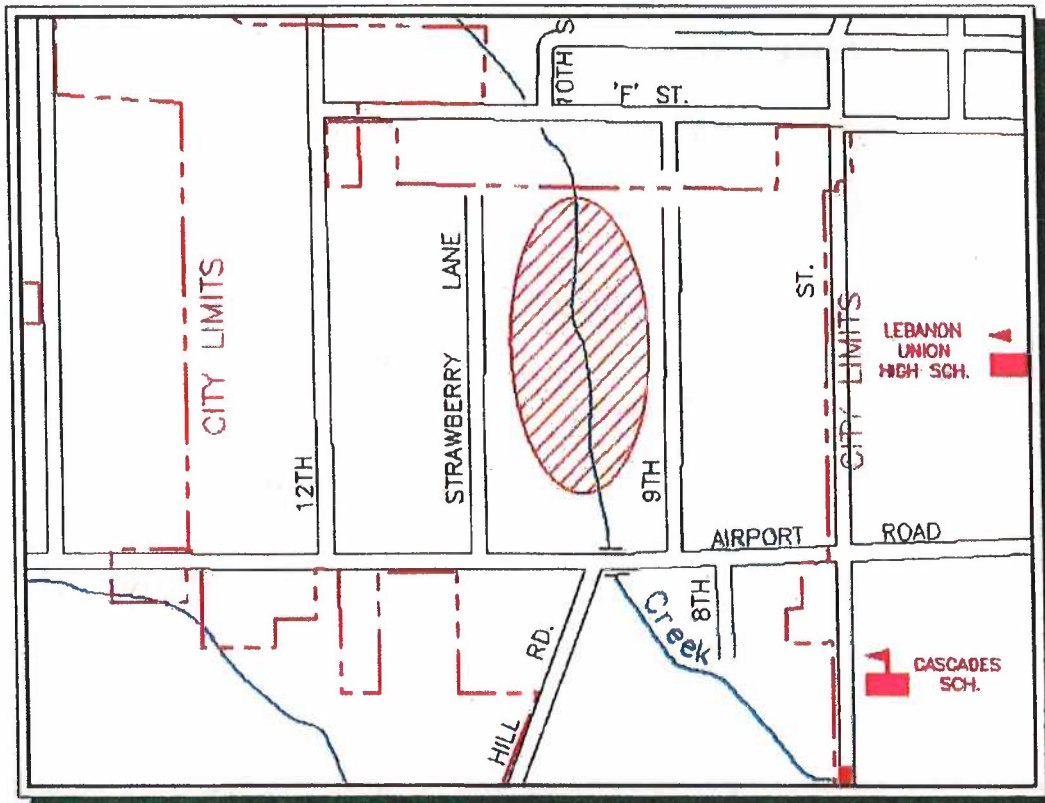 10TH S
'F' ST.
CITY LIMITS
STRAWBERRY LANE
ST.
CITY LIMITS
LEBANON
UNION
HIGH SCH.
12TH
9TH
AIRPORT ROAD
8TH
Creek
HILL RD.
CASCADES
SCH.